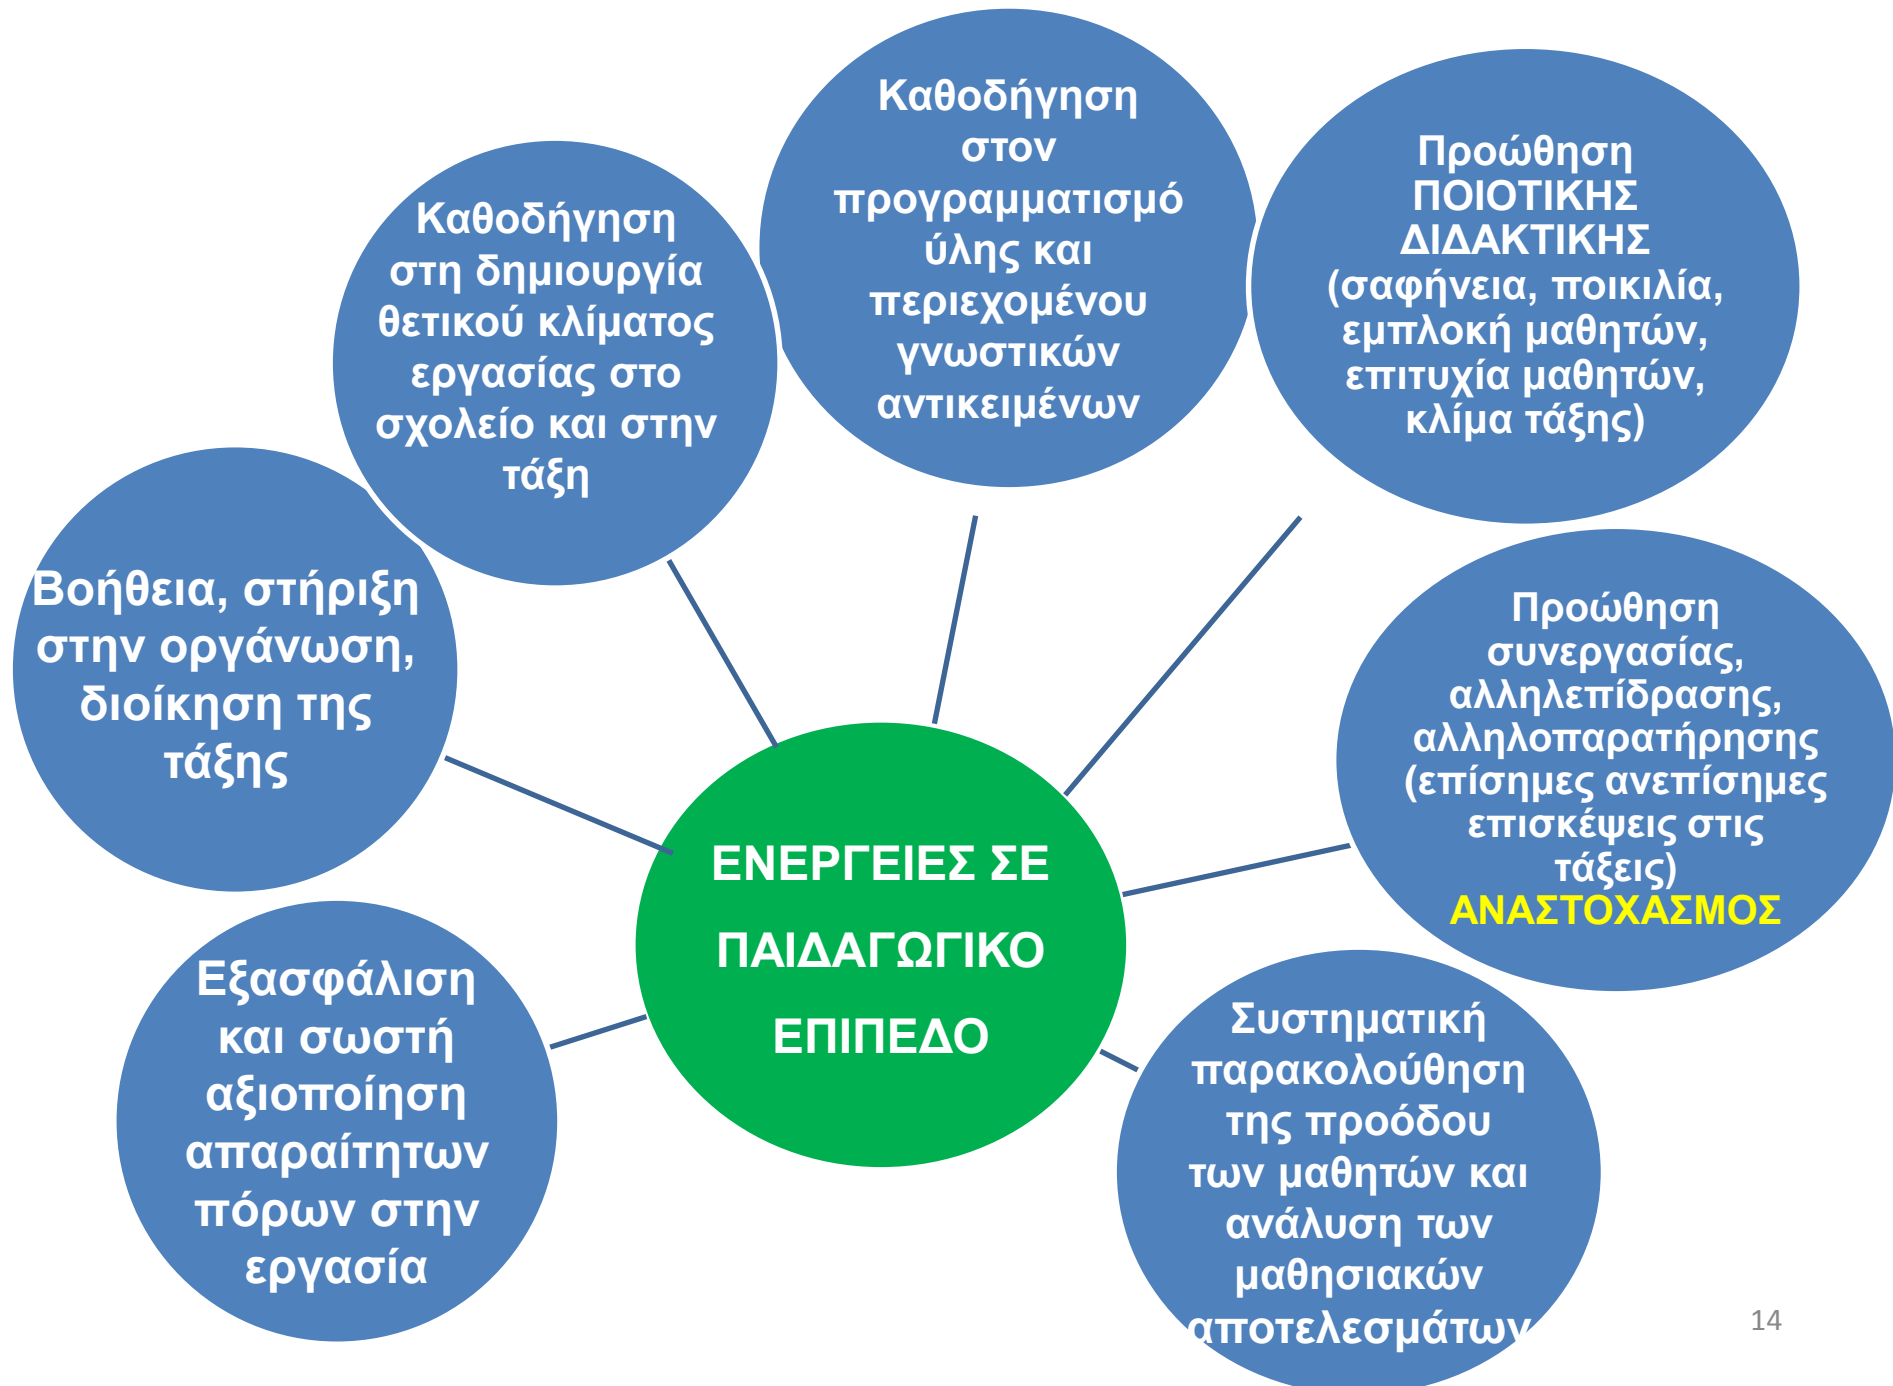 Καθοδήγηση
στον
προγραμματισμό
ύλης και
περιεχομένου
γνωστικών
αντικειμένων
Προώθηση
ΠΟΙΟΤΙΚΗΣ
ΔΙΔΑΚΤΙΚΗΣ
(σαφήνεια, ποικιλία,
εμπλοκή μαθητών,
επιτυχία μαθητών,
κλίμα τάξης)
Καθοδήγηση
στη δημιουργία
θετικού κλίματος
εργασίας στο
σχολείο και στην
τάξη
Βοήθεια, στήριξη
στην οργάνωση,
διοίκηση της
τάξης
Προώθηση
συνεργασίας,
αλληλεπίδρασης,
αλληλοπαρατήρησης
(επίσημες ανεπίσημες
επισκέψεις στις
τάξεις)
ΑΝΑΣΤΟΧΑΣΜΟΣ
ΕΝΕΡΓΕΙΕΣ ΣΕ
ΠΑΙΔΑΓΩΓΙΚΟ
ΕΠΙΠΕΔΟ
Εξασφάλιση
και σωστή
αξιοποίηση
απαραίτητων
πόρων στην
εργασία
Συστηματική
παρακολούθηση
της προόδου
των μαθητών και
ανάλυση των
μαθησιακών
αποτελεσμάτων
14